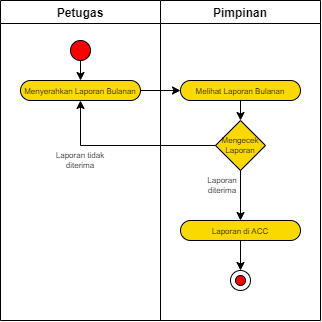 Petugas
Pimpinan
Menyerahkan Laporan Bulanan
Melihat Laporan Bulanan
Mengecek
Laporan
Laporan tidak
diterima
Laporan
diterima
Laporan di ACC